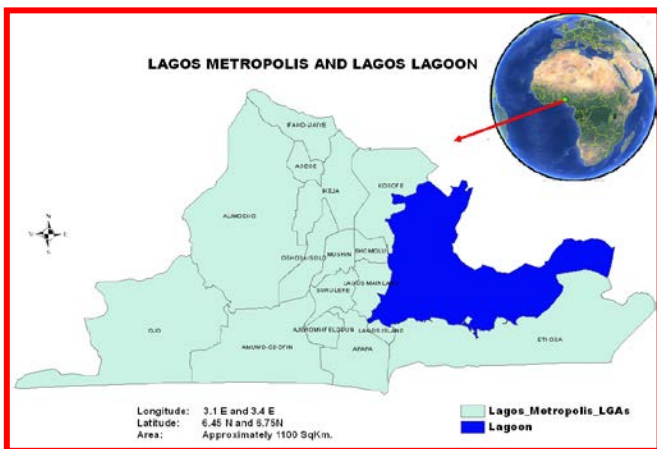 LAGOS METROPOLIS AND LAGOS LAGOON
IFAKO-IJAIYE
AGEGE
IKEJA
KOSOFE
ALIMOSHO
OSHODI/ISOLO
MUSHIN
SHOMOLU
SURULERE
LAGOS MAINLAND
OJO
AMUWO-ODOFIN
AJEROMI/IFELODUN
LAGOS ISLAND
APAPA
ETI-OSA
N
W
E
S
Longitude: 3.1 E and 3.4 E
Latitude: 6.45 N and 6.75N
Area: Approximately 1100 SqKm.
Lagos_Metropolis_LGAs
Lagoon